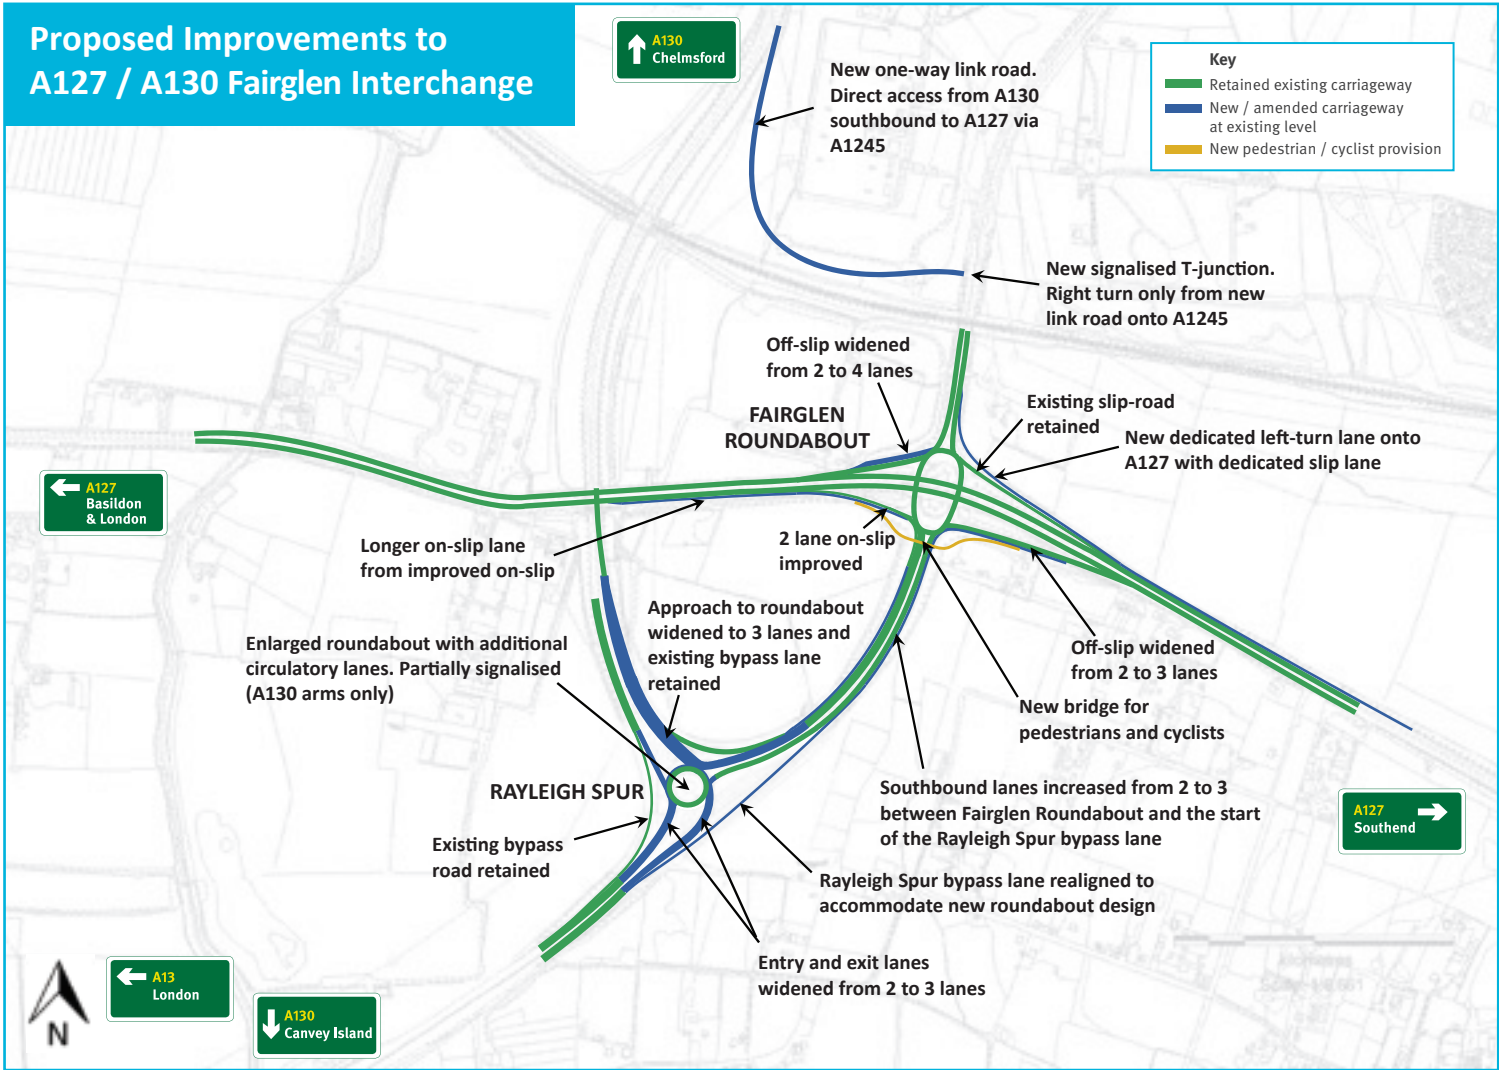 Proposed Improvements to
A127 / A130 Fairglen Interchange
A130
Chelmsford
New one-way link road.
Direct access from A130
southbound to A127 via
A1245
Key
Retained existing carriageway
New / amended carriageway
at existing level
New pedestrian / cyclist provision
New signalised T-junction.
Right turn only from new
link road onto A1245
Off-slip widened
from 2 to 4 lanes
FAIRGLEN
ROUNDABOUT
Existing slip-road
retained
New dedicated left-turn lane onto
A127 with dedicated slip lane
A127
Basildon
& London
Longer on-slip lane
from improved on-slip
2 lane on-slip
improved
Approach to roundabout
widened to 3 lanes and
existing bypass lane
retained
Enlarged roundabout with additional
circulatory lanes. Partially signalised
(A130 arms only)
Off-slip widened
from 2 to 3 lanes
New bridge for
pedestrians and cyclists
RAYLEIGH SPUR
Southbound lanes increased from 2 to 3
between Fairglen Roundabout and the start
of the Rayleigh Spur bypass lane
A127
Southend
Existing bypass
road retained
Rayleigh Spur bypass lane realigned to
accommodate new roundabout design
Entry and exit lanes
widened from 2 to 3 lanes
A13
London
A130
Canvey Island
N